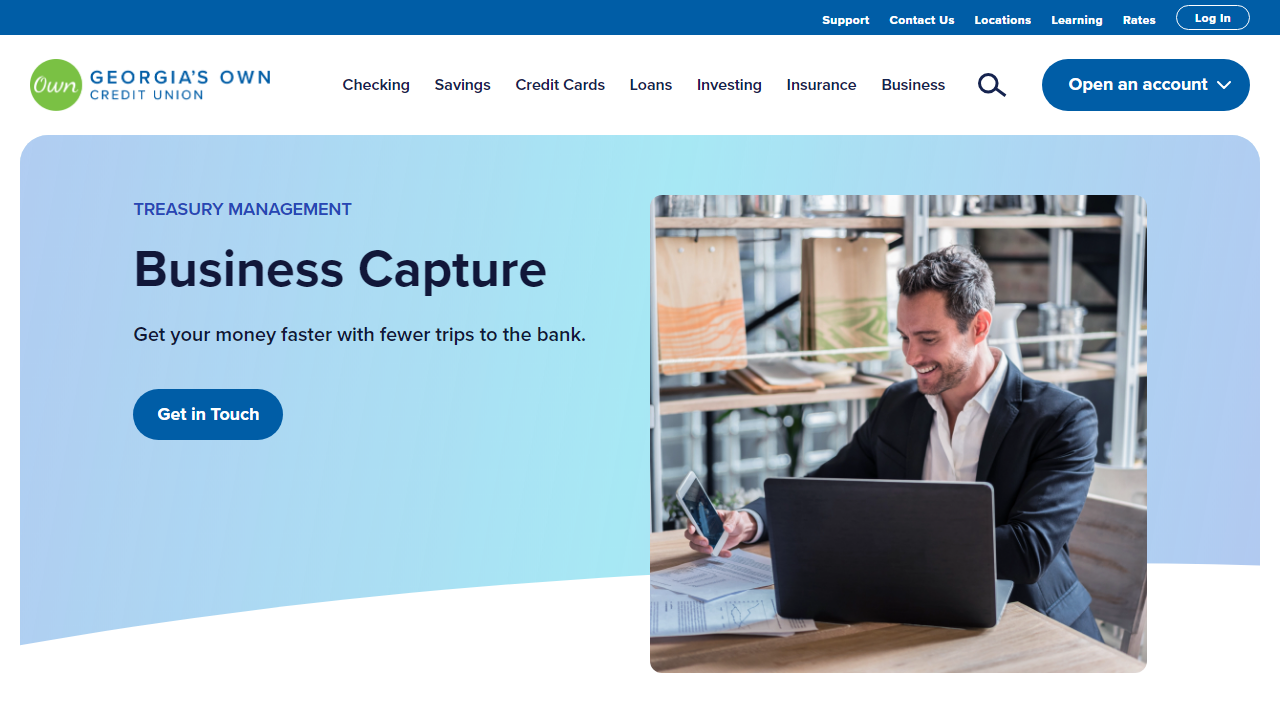 Support Contact Us Locations Learning Rates Log In
Own GEORGIA'S OWN
CREDIT UNION
Checking Savings Credit Cards Loans Investing Insurance Business Open an account
TREASURY MANAGEMENT
Business Capture
Get your money faster with fewer trips to the bank.
Get in Touch